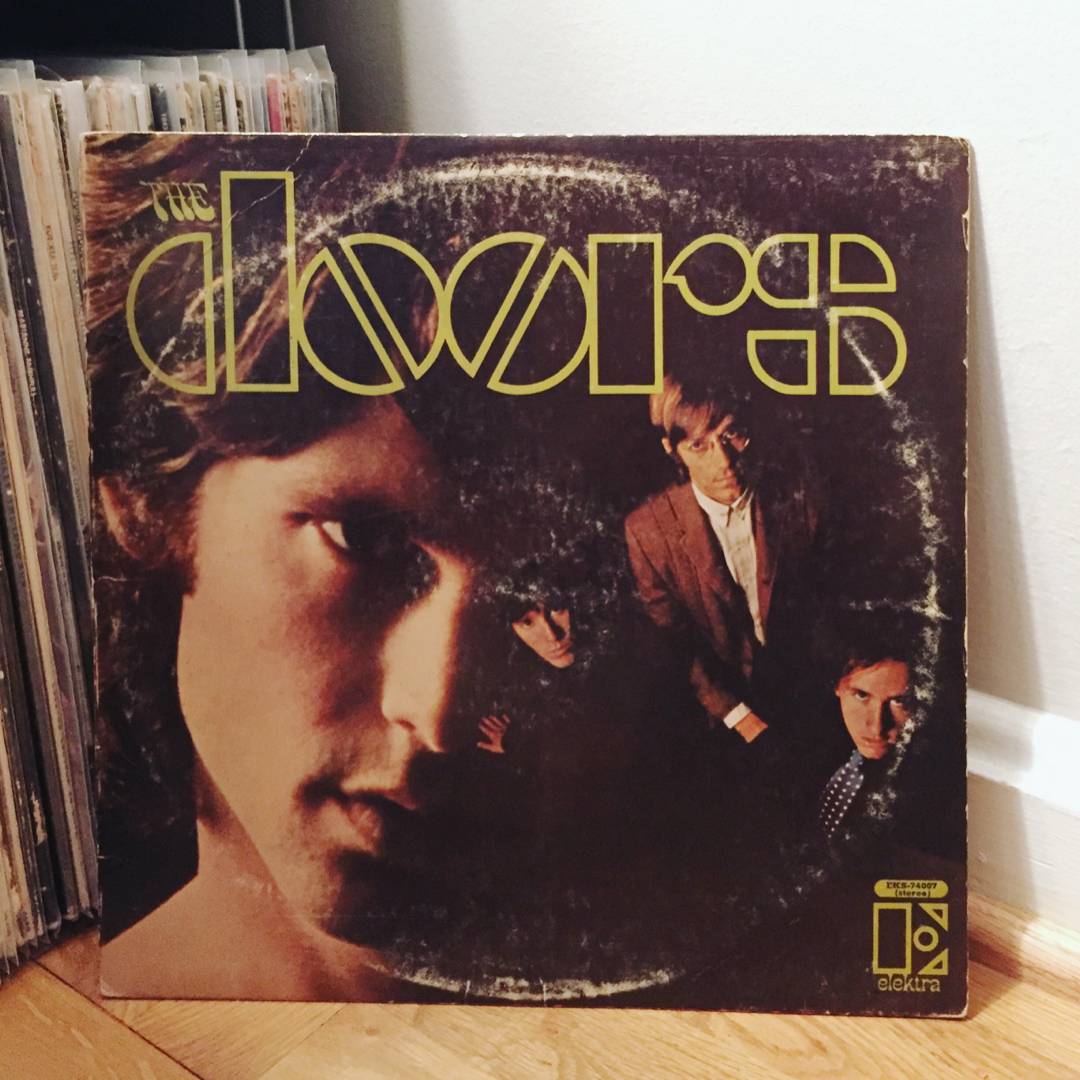 THE
doors
EKS-74007
(stereo)
E
elektra